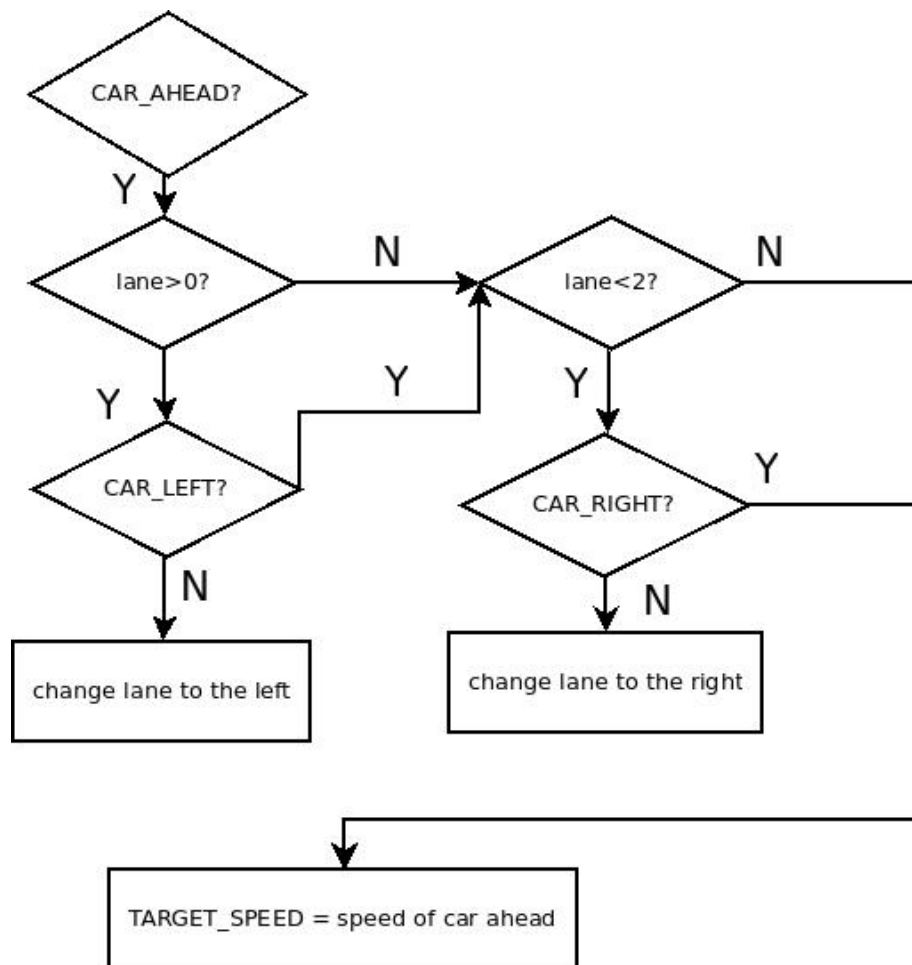 CAR_AHEAD?
Y
lane>0?
N
lane<2?
N
Y
Y
Y
CAR_LEFT?
CAR_RIGHT?
Y
N
N
change lane to the left
change lane to the right
TARGET_SPEED = speed of car ahead